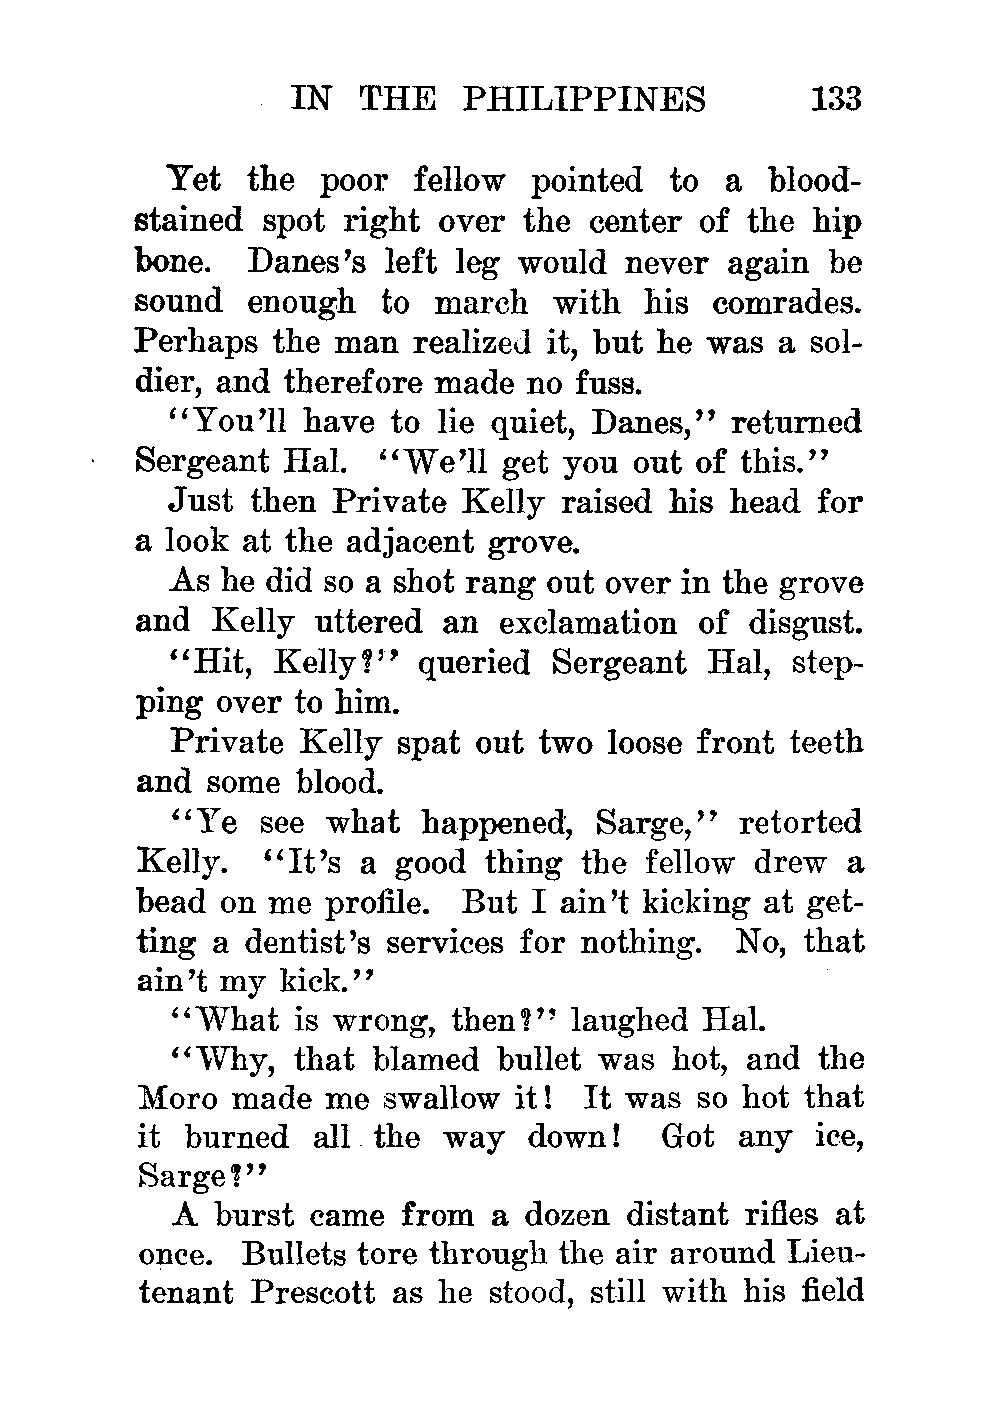 IN THE PHILIPPINES 133
Yet the poor fellow pointed to a blood-
stained spot right over the center of the hip
bone. Danes's left leg would never again be
sound enough to march with his comrades.
Perhaps the man realized it, but he was a sol-
dier, and therefore made no fuss.
"You'll have to lie quiet, Danes," returned
Sergeant Hal. "We'll get you out of this."
Just then Private Kelly raised his head for
a look at the adjacent grove.
As he did so a shot rang out over in the grove
and Kelly uttered an exclamation of disgust.
"Hit, Kelly?" queried Sergeant Hal, step-
ping over to him.
Private Kelly spat out two loose front teeth
and some blood.
"Ye see what happened, Sarge," retorted
Kelly. "It's a good thing the fellow drew a
bead on me profile. But I ain't kicking at get-
ting a dentist's services for nothing. No, that
ain't my kick."
"What is wrong, then?" laughed Hal.
"Why, that blamed bullet was hot, and the
Moro made me swallow it! It was so hot that
it burned all the way down! Got any ice,
Sarge?"
A burst came from a dozen distant rifles at
once. Bullets tore through the air around Lieu-
tenant Prescott as he stood, still with his field